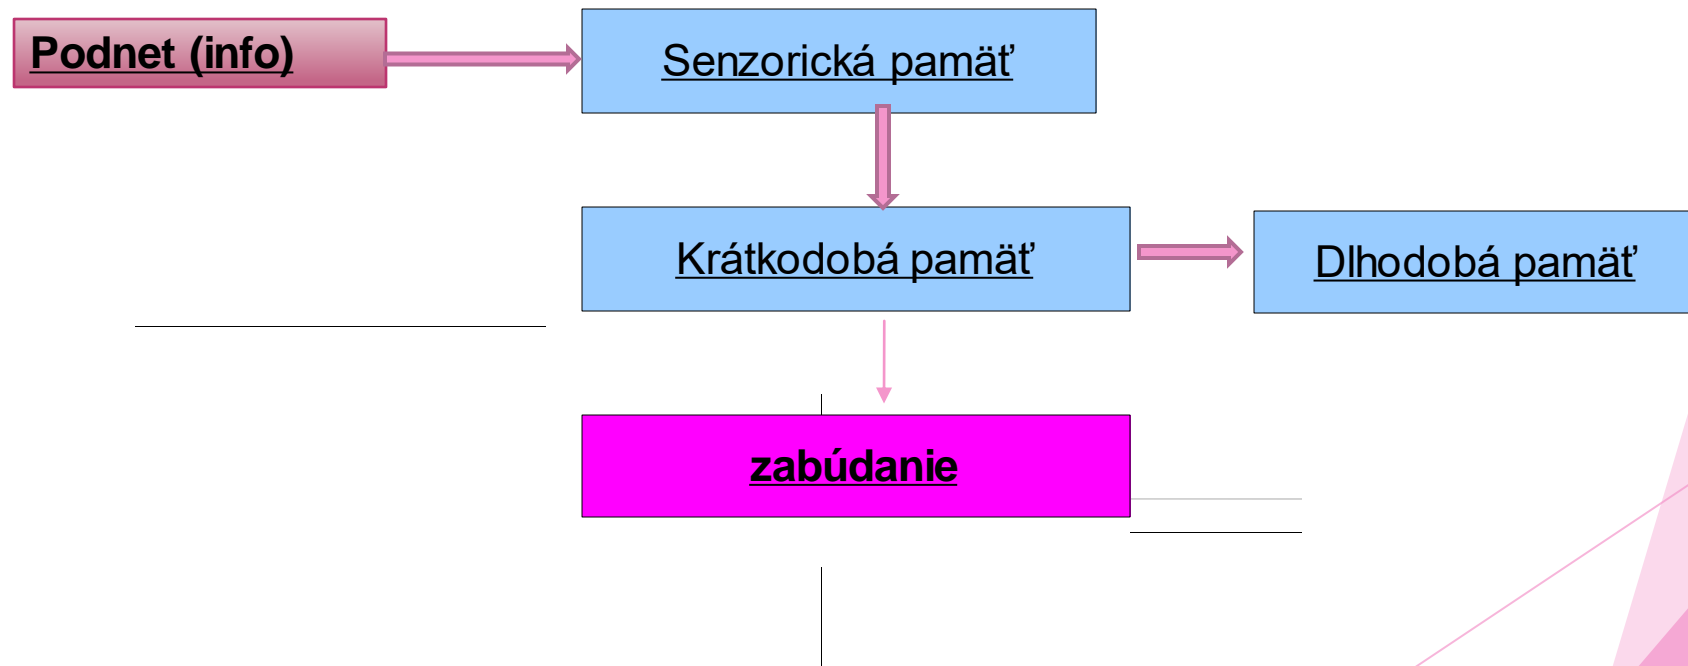 Podnet (info)
Senzorická pamäť
Krátkodobá pamäť
Dlhodobá pamäť
zabúdanie